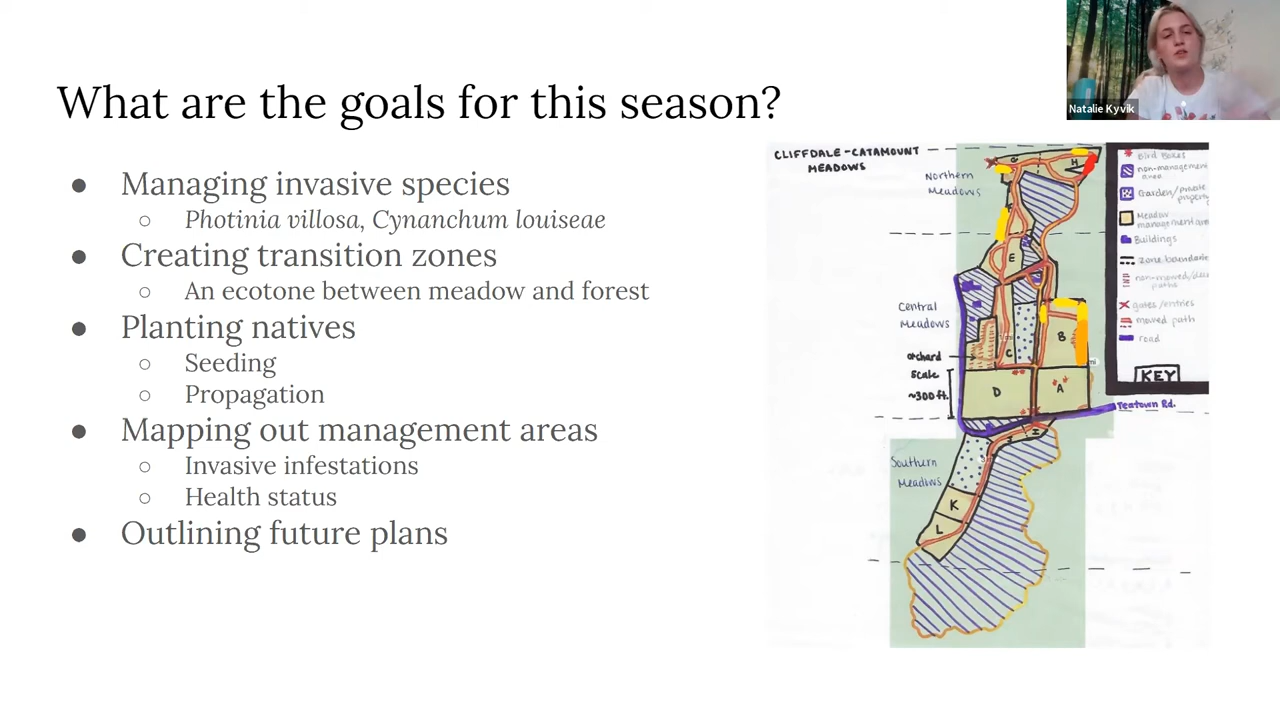 Natalie Kyvik
What are the goals for this season?
● Managing invasive species
○ Photinia villosa, Cynanchum louiseae
● Creating transition zones
○ An ecotone between meadow and forest
● Planting natives
○ Seeding
○ Propagation
● Mapping out management areas
○ Invasive infestations
○ Health status
● Outlining future plans
CLIFFDALE-CATAMOUNT
MEADOWS
Northern
Meadows
G
H
E
Central
Meadows
B
C
orchard
Scale
~300 ft.
D
A
Teatown Rd.
Southern
Meadows
K
L
Bird Boxes
non-management
area
Garden/private
property
Meadow
management
Buildings
zone boundarie
non-mowed
paths
gates/entries
mowed path
road
KEY